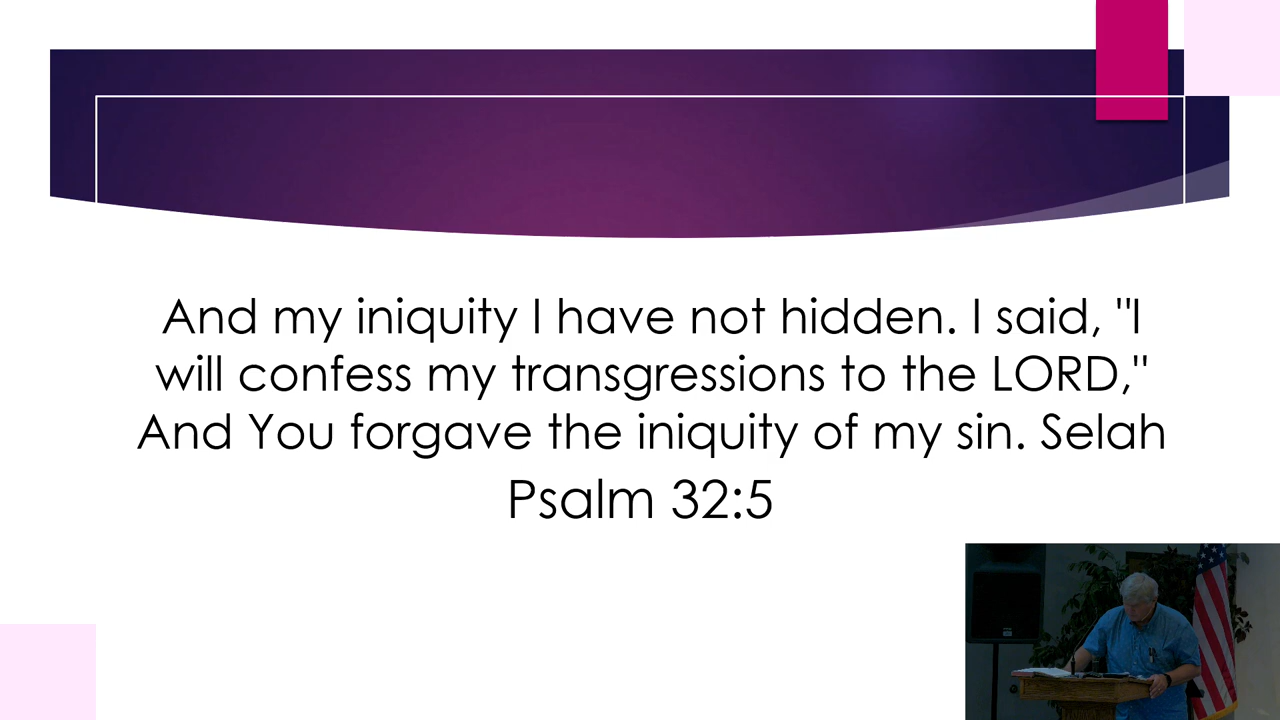 And my iniquity I have not hidden. I said, "I
will confess my transgressions to the LORD,"
And You forgave the iniquity of my sin. Selah
Psalm 32:5